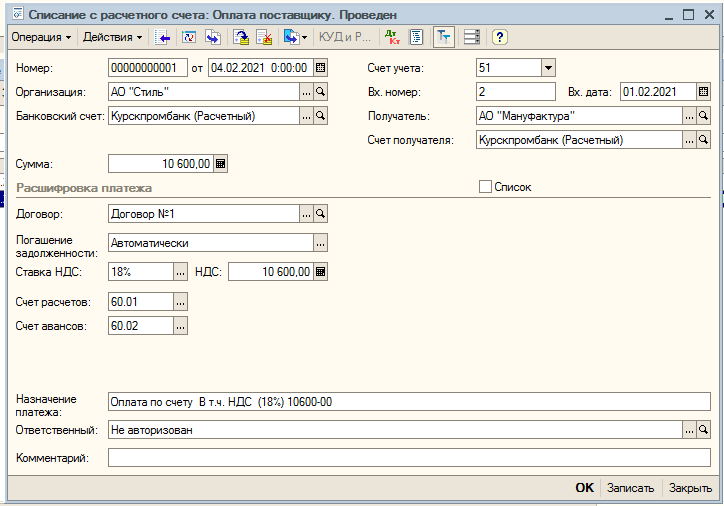 Списание с расчетного счета: Оплата поставщику. Проведен
Операция Действия КУД и Р... Дт Кт Тт ?
Номер: 00000000001 от 04.02.2021 0:00:00 Счет учета: 51
Организация: АО "Стиль" ... Вх. номер: 2 Вх. дата: 01.02.2021
Банковский счет: Курскпромбанк (Расчетный) ... Получатель: АО "Мануфактура" ...
Счет получателя: Курскпромбанк (Расчетный) ...
Сумма: 10 600,00
Расшифровка платежа Список
Договор: Договор №1 ...
Погашение
задолженности: Автоматически ...
Ставка НДС: 18% ... НДС: 10 600,00
Счет расчетов: 60.01 ...
Счет авансов: 60.02 ...
Назначение
платежа: Оплата по счету В т.ч. НДС (18%) 10600-00
Ответственный: Не авторизован ...
Комментарий:
OK Записать Закрыть